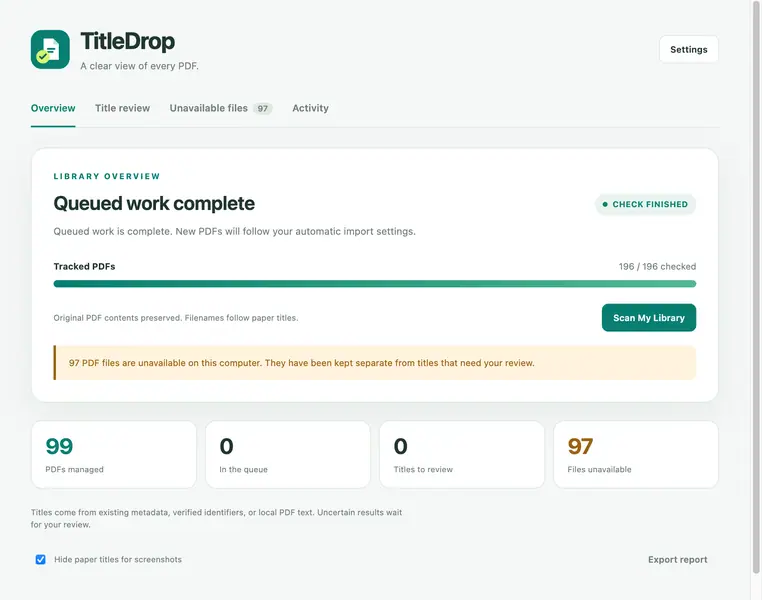 TitleDrop
A clear view of every PDF.
Settings
Overview
Title review
Unavailable files 97
Activity
LIBRARY OVERVIEW
Queued work complete
CHECK FINISHED
Queued work is complete. New PDFs will follow your automatic import settings.
Tracked PDFs
196 / 196 checked
Original PDF contents preserved. Filenames follow paper titles.
Scan My Library
97 PDF files are unavailable on this computer. They have been kept separate from titles that need your review.
99
PDFs managed
0
In the queue
0
Titles to review
97
Files unavailable
Titles come from existing metadata, verified identifiers, or local PDF text. Uncertain results wait
for your review.
Hide paper titles for screenshots
Export report